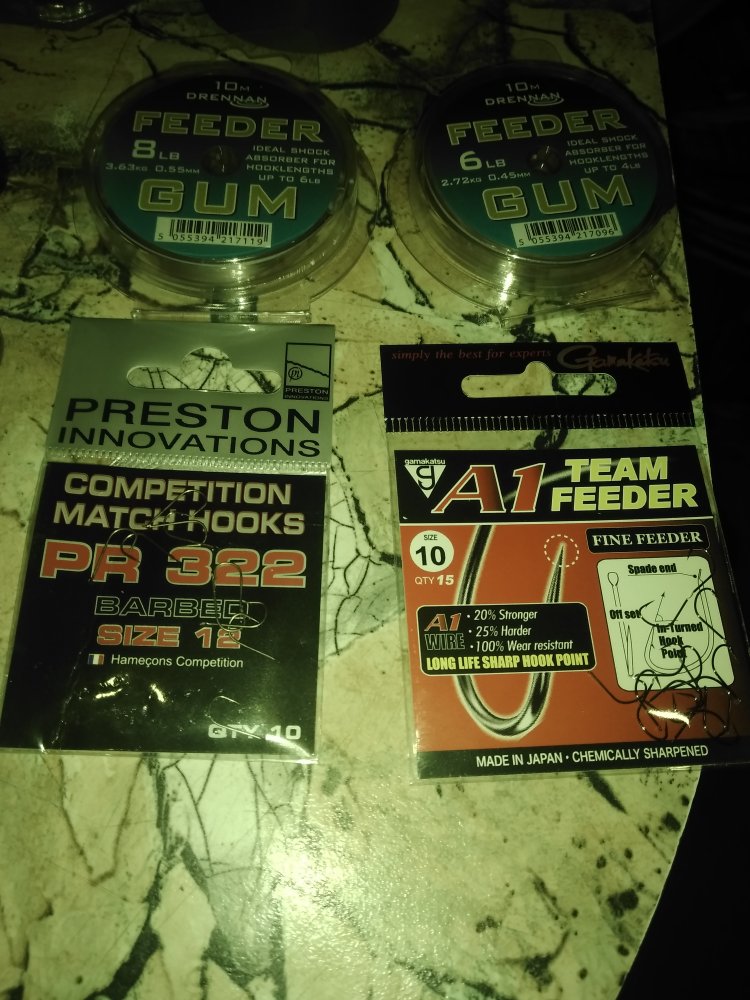 10M
DRENNAN
FEEDER
8LB
3.63KG 0.55MM
IDEAL SHOCK
ABSORBER FOR
HOOKLENGTHS
UP TO 6LB
GUM
5 055394 217119
10M
DRENNAN
FEEDER
6LB
2.72KG 0.45MM
IDEAL SHOCK
ABSORBER FOR
HOOKLENGTHS
UP TO 4LB
GUM
5 055394 217096
PRESTON
INNOVATIONS
PRESTON
INNOVATIONS
COMPETITION
MATCH HOOKS
PR 322
BARBED
SIZE 12
Hameçons Competition
QTY 10
simply the best for experts Gamakatsu
gamakatsu
A1 TEAM
FEEDER
SIZE
10
QTY 15
FINE FEEDER
Spade end
Off set
In-Turned
Hook
Point
A1
WIRE
• 20% Stronger
• 25% Harder
• 100% Wear resistant
LONG LIFE SHARP HOOK POINT
MADE IN JAPAN • CHEMICALLY SHARPENED